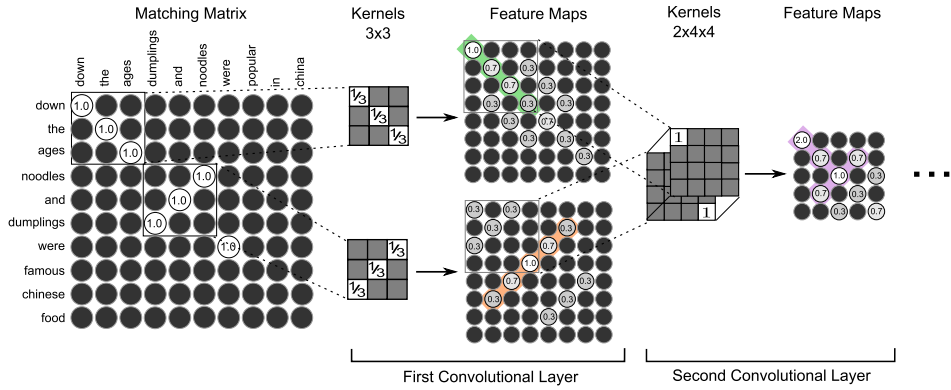 Matching Matrix
Kernels
3x3
Feature Maps
Kernels
2x4x4
Feature Maps
down
the
ages
dumplings
and
noodles
were
popular
in
china
down 1.0
the 1.0
ages 1.0
noodles 1.0
and 1.0
dumplings 1.0
were 1.0
famous
chinese
food
1/3
1/3
1/3
1/3
1/3
1/3
1.0
0.7 0.3
0.7 0.3
0.3 0.3 0.3
0.3 0.7
0.3 0.3
0.3
0.3 0.3
0.3 0.3
0.3 0.7
1.0
0.7 0.3
0.3 0.3
0.3
1
1
2.0
0.7 0.7
1.0 0.3
0.7 0.3
0.3 0.7
First Convolutional Layer
Second Convolutional Layer